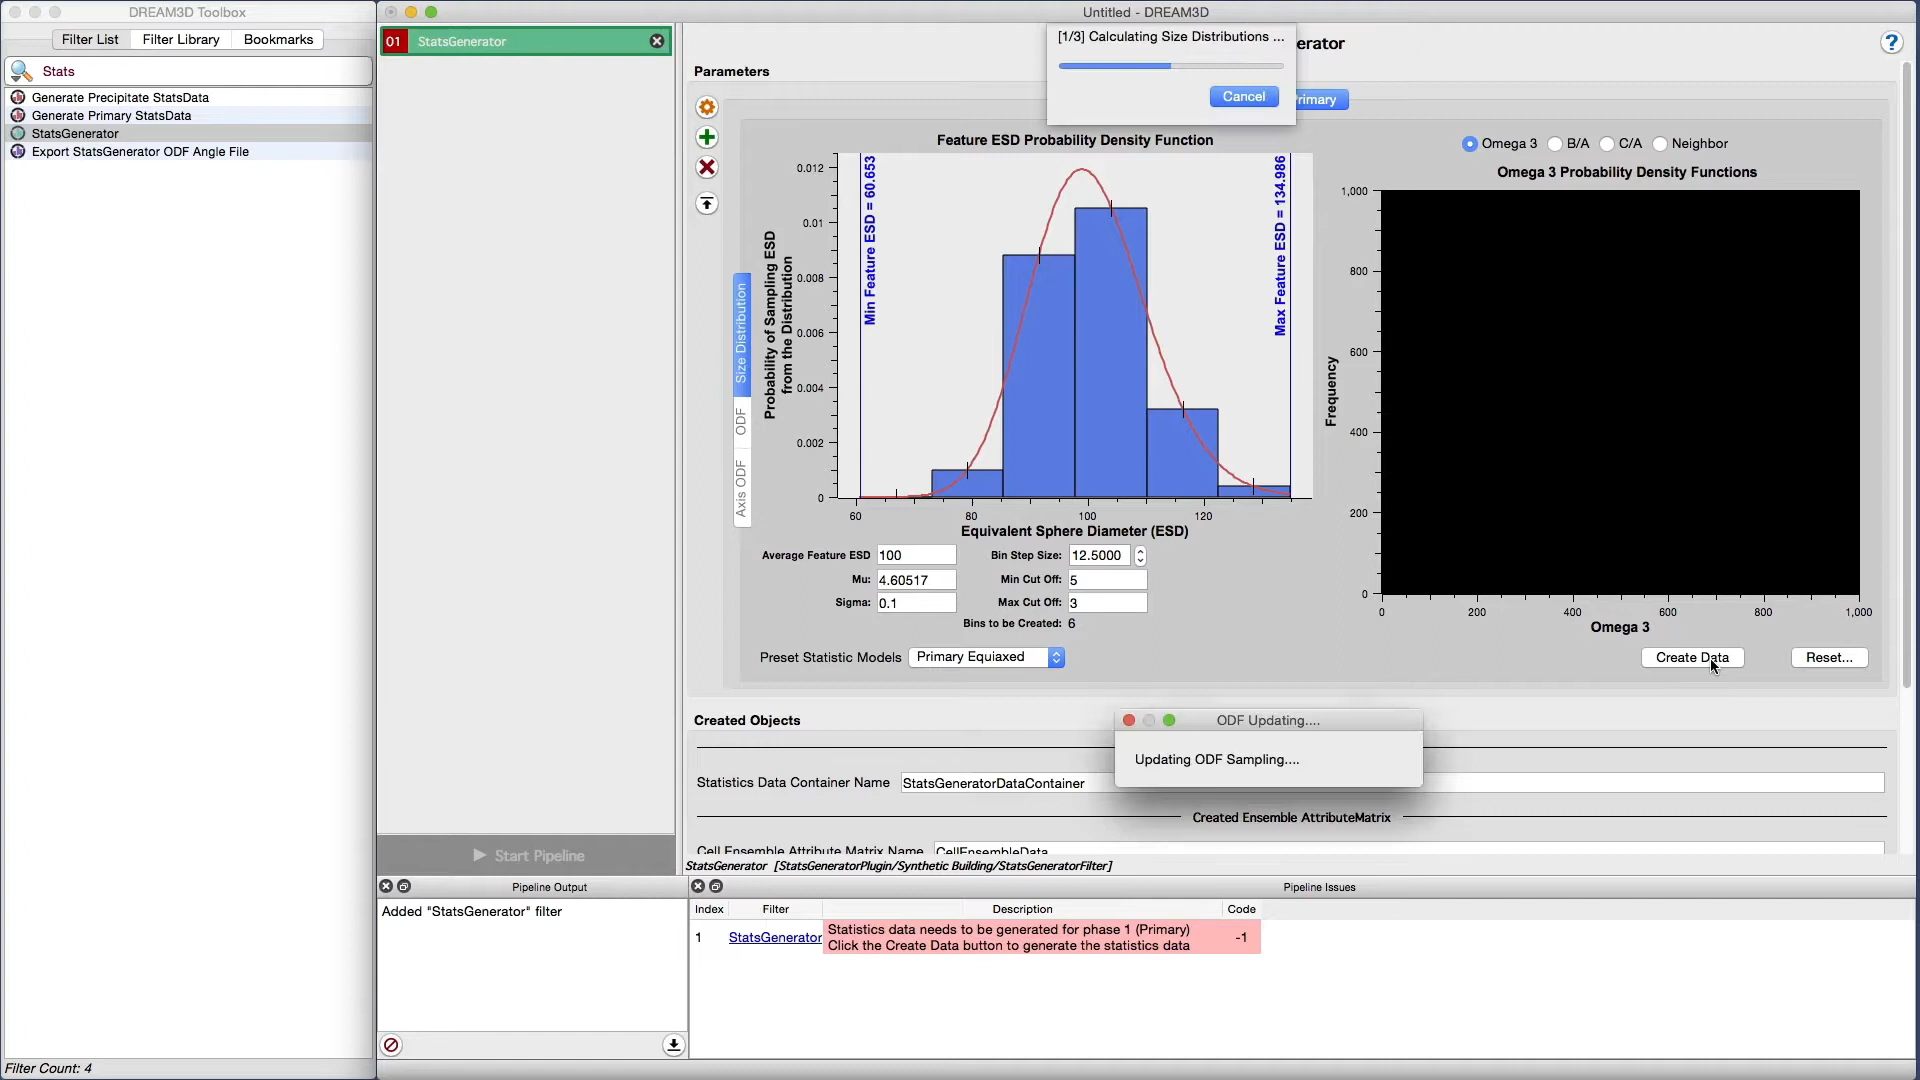 DREAM3D Toolbox
Filter List
Filter Library
Bookmarks
Stats
Generate Precipitate StatsData
Generate Primary StatsData
StatsGenerator
Export StatsGenerator ODF Angle File
Filter Count: 4
Untitled - DREAM3D
01 StatsGenerator
Start Pipeline
[1/3] Calculating Size Distributions ...
Cancel
erator
Parameters
rimary
Size Distribution
ODF
Axis ODF
Feature ESD Probability Density Function
Probability of Sampling ESD
from the Distribution
0.012
0.01
0.008
0.006
0.004
0.002
0
Min Feature ESD = 60.653
Max Feature ESD = 134.986
60 80 100 120
Equivalent Sphere Diameter (ESD)
Average Feature ESD 100
Bin Step Size: 12.5000
Mu: 4.60517
Min Cut Off: 5
Sigma: 0.1
Max Cut Off: 3
Bins to be Created: 6
Preset Statistic Models Primary Equiaxed
Omega 3 B/A C/A Neighbor
Omega 3 Probability Density Functions
Frequency
1,000
800
600
400
200
0
0 200 400 600 800 1,000
Omega 3
Create Data
Reset...
Created Objects
ODF Updating....
Updating ODF Sampling....
Statistics Data Container Name StatsGeneratorDataContainer
Created Ensemble AttributeMatrix
Cell Ensemble Attribute Matrix Name CellEnsembleData
StatsGenerator [StatsGeneratorPlugin/Synthetic Building/StatsGeneratorFilter]
Pipeline Output
Added "StatsGenerator" filter
Pipeline Issues
Index Filter Description Code
1 StatsGenerator Statistics data needs to be generated for phase 1 (Primary)
Click the Create Data button to generate the statistics data
-1
?